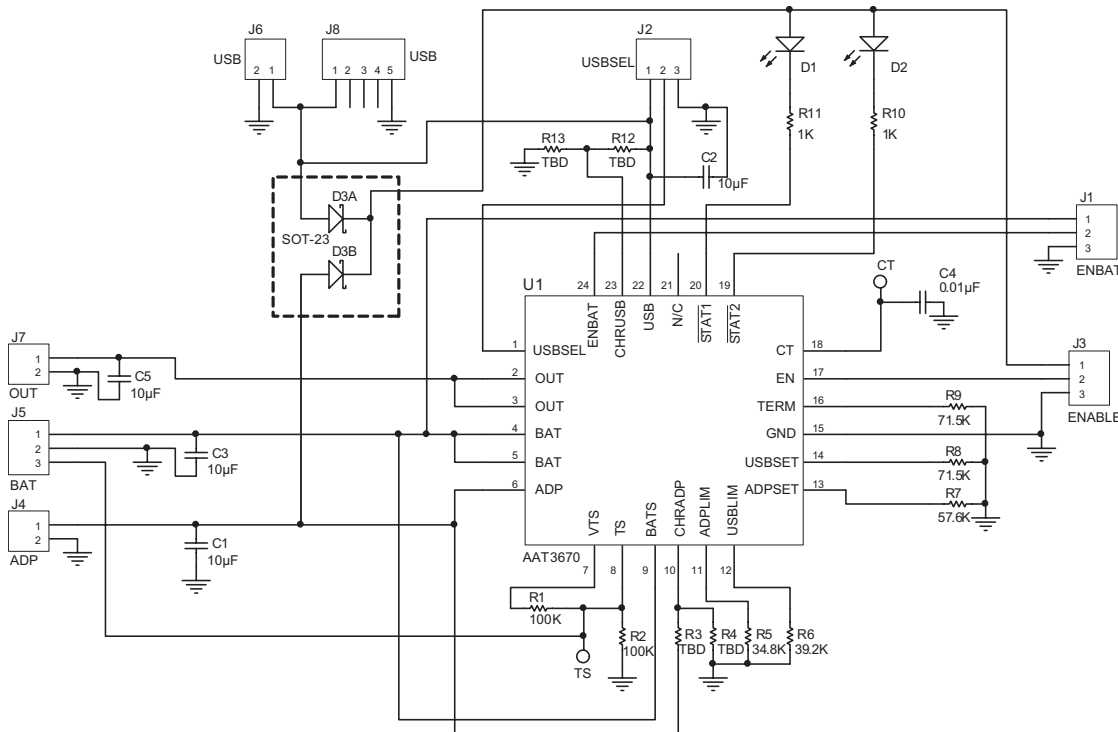 J6
J8
J2
USB
USB
USBSEL
2 1
1 2 3 4 5
1 2 3
D1
D2
R11
1K
R10
1K
R13
TBD
R12
TBD
C2
10µF
D3A
SOT-23
D3B
J1
1
2
3
ENBAT
CT
C4
0.01µF
U1
24 23 22 21 20 19
ENBAT
CHRUSB
USB
N/C
STAT1
STAT2
J7
1
2
OUT
C5
10µF
J5
1
2
3
BAT
C3
10µF
J4
1
2
ADP
C1
10µF
1 USBSEL
2 OUT
3 OUT
4 BAT
5 BAT
6 ADP
CT 18
EN 17
TERM 16
GND 15
USBSET 14
ADPSET 13
J3
1
2
3
ENABLE
R9
71.5K
R8
71.5K
R7
57.6K
VTS
TS
BATS
CHRADP
ADPLIM
USBLIM
AAT3670
7 8 9 10 11 12
R1
100K
R2
100K
TS
R3
TBD
R4
TBD
R5
34.8K
R6
39.2K